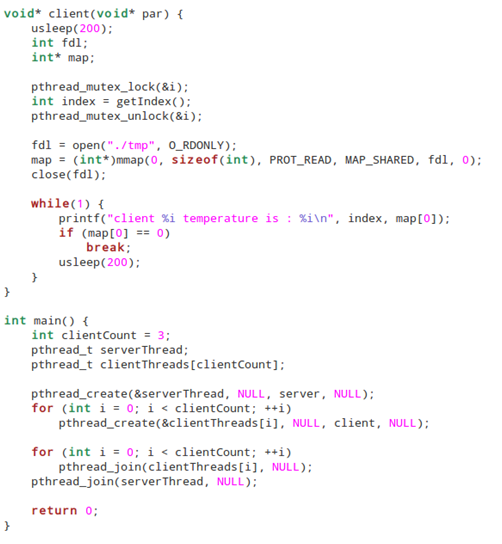 void* client(void* par) {
    usleep(200);
    int fdl;
    int* map;

    pthread_mutex_lock(&i);
    int index = getIndex();
    pthread_mutex_unlock(&i);

    fdl = open("./tmp", O_RDONLY);
    map = (int*)mmap(0, sizeof(int), PROT_READ, MAP_SHARED, fdl, 0);
    close(fdl);

    while(1) {
        printf("client %i temperature is : %i\n", index, map[0]);
        if (map[0] == 0)
            break;
        usleep(200);
    }
}

int main() {
    int clientCount = 3;
    pthread_t serverThread;
    pthread_t clientThreads[clientCount];

    pthread_create(&serverThread, NULL, server, NULL);
    for (int i = 0; i < clientCount; ++i)
        pthread_create(&clientThreads[i], NULL, client, NULL);

    for (int i = 0; i < clientCount; ++i)
        pthread_join(clientThreads[i], NULL);
    pthread_join(serverThread, NULL);

    return 0;
}